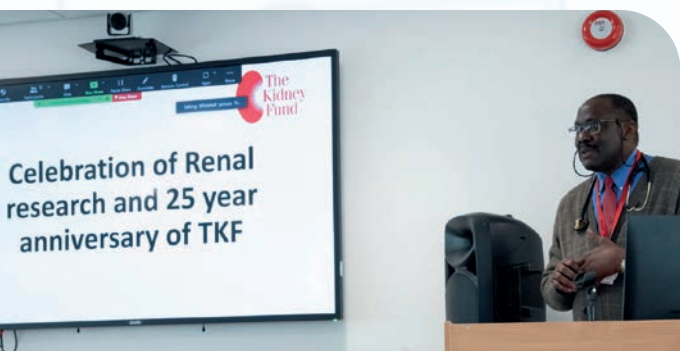 The
Kidney
Fund
Celebration of Renal
research and 25 year
anniversary of TKF